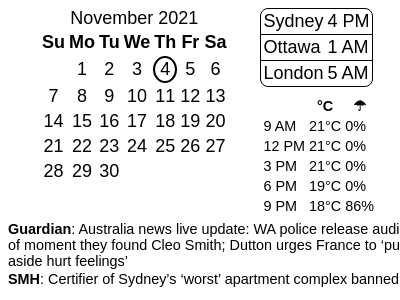 November 2021
Su Mo Tu We Th Fr Sa
1 2 3 4 5 6
7 8 9 10 11 12 13
14 15 16 17 18 19 20
21 22 23 24 25 26 27
28 29 30
Sydney 4 PM
Ottawa 1 AM
London 5 AM
°C ☂
9 AM 21°C 0%
12 PM 21°C 0%
3 PM 21°C 0%
6 PM 19°C 0%
9 PM 18°C 86%
Guardian: Australia news live update: WA police release audi
of moment they found Cleo Smith; Dutton urges France to ‘pu
aside hurt feelings’
SMH: Certifier of Sydney’s ‘worst’ apartment complex banned